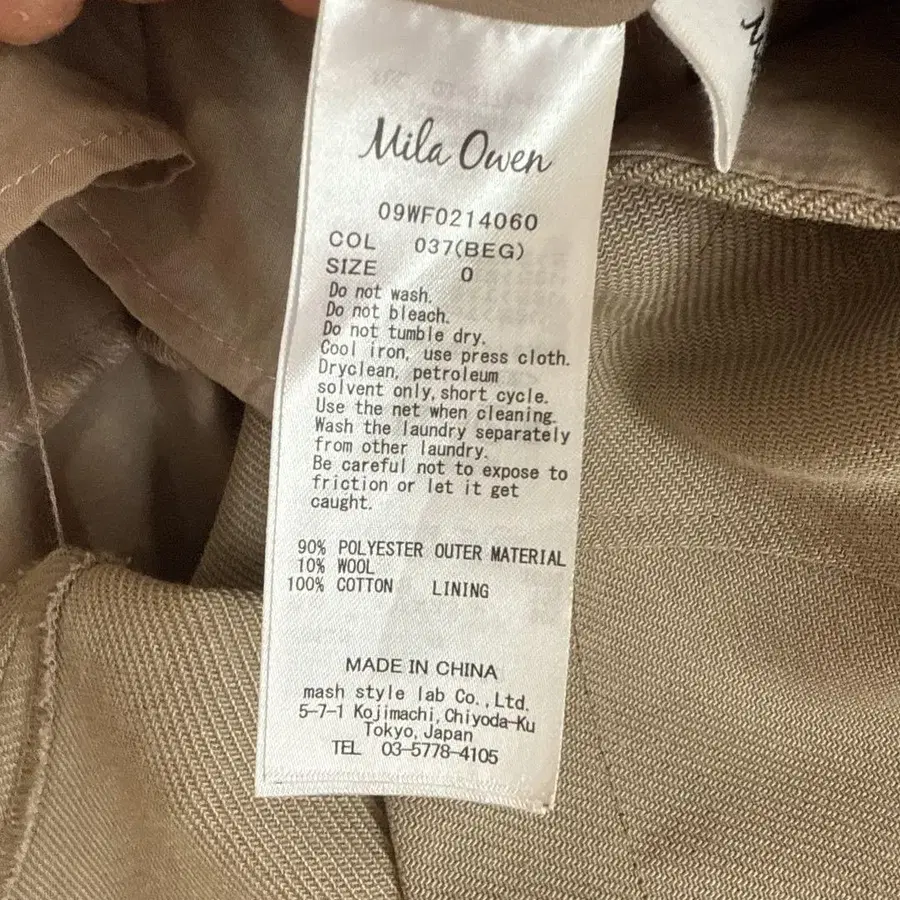 Mila Owen
09WF0214060
COL 037(BEG)
SIZE 0
Do not wash.
Do not bleach.
Do not tumble dry.
Cool iron, use press cloth.
Dryclean, petroleum
solvent only,short cycle.
Use the net when cleaning.
Wash the laundry separately
from other laundry.
Be careful not to expose to
friction or let it get
caught.
90% POLYESTER OUTER MATERIAL
10% WOOL
100% COTTON LINING
MADE IN CHINA
mash style lab Co.,Ltd.
5-7-1 Kojimachi,Chiyoda-Ku
Tokyo,Japan
TEL 03-5778-4105